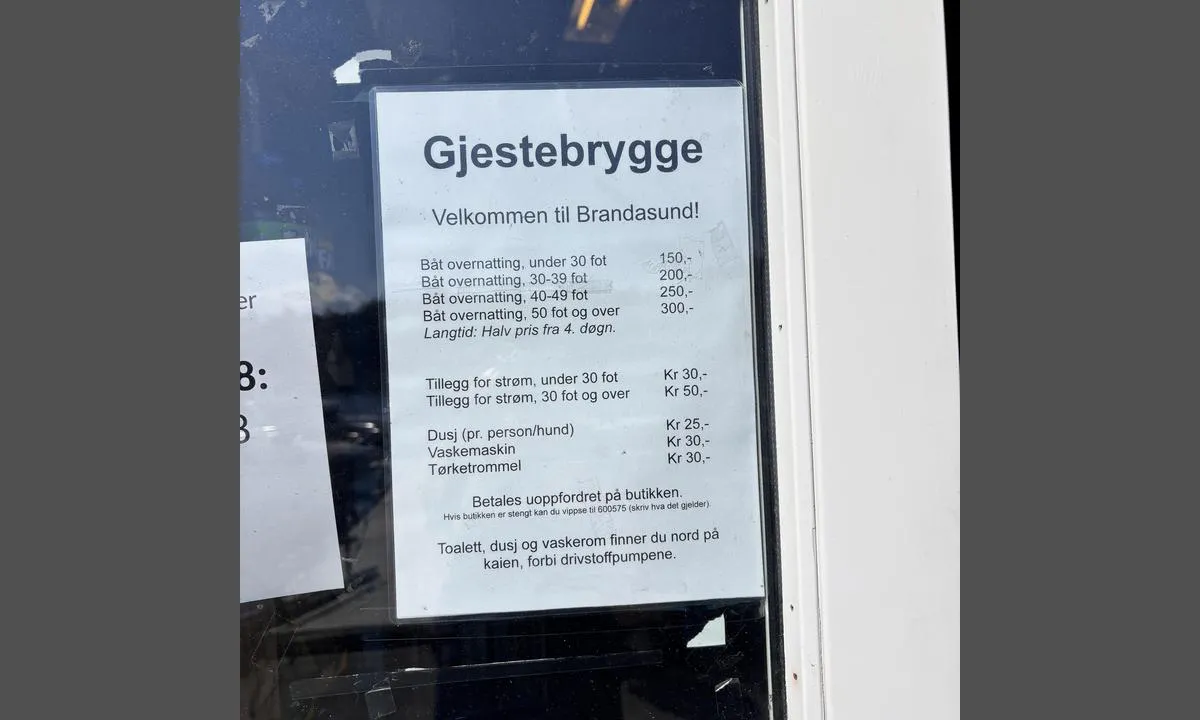 Gjestebrygge
Velkommen til Brandasund!
Båt overnatting, under 30 fot 150,-
Båt overnatting, 30-39 fot 200,-
Båt overnatting, 40-49 fot 250,-
Båt overnatting, 50 fot og over 300,-
Langtid: Halv pris fra 4. døgn.
Tillegg for strøm, under 30 fot Kr 30,-
Tillegg for strøm, 30 fot og over Kr 50,-
Dusj (pr. person/hund) Kr 25,-
Vaskemaskin Kr 30,-
Tørketrommel Kr 30,-
Betales uoppfordret på butikken.
Hvis butikken er stengt kan du vippse til 600575 (skriv hva det gjelder).
Toalett, dusj og vaskerom finner du nord på
kaien, forbi drivstoffpumpene.
er
8: